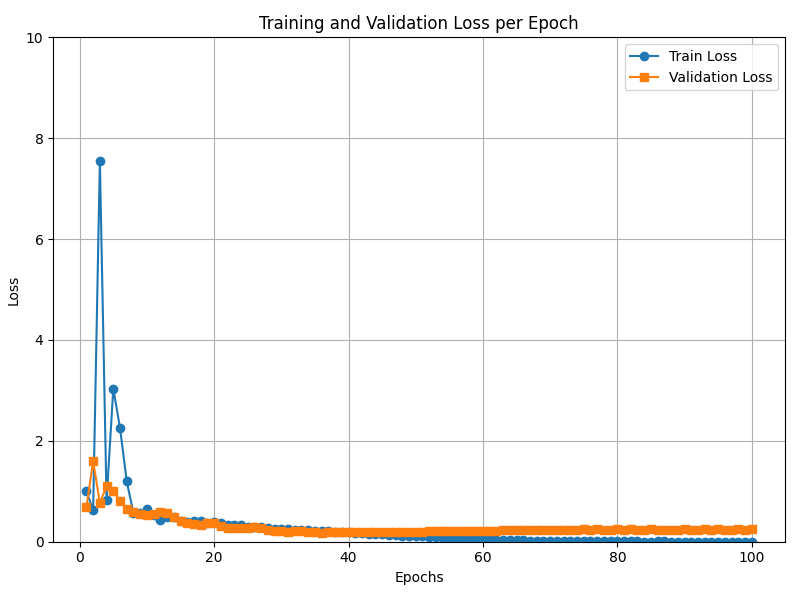 Training and Validation Loss per Epoch
10
8
6
4
2
0
Loss
Train Loss
Validation Loss
0 20 40 60 80 100
Epochs